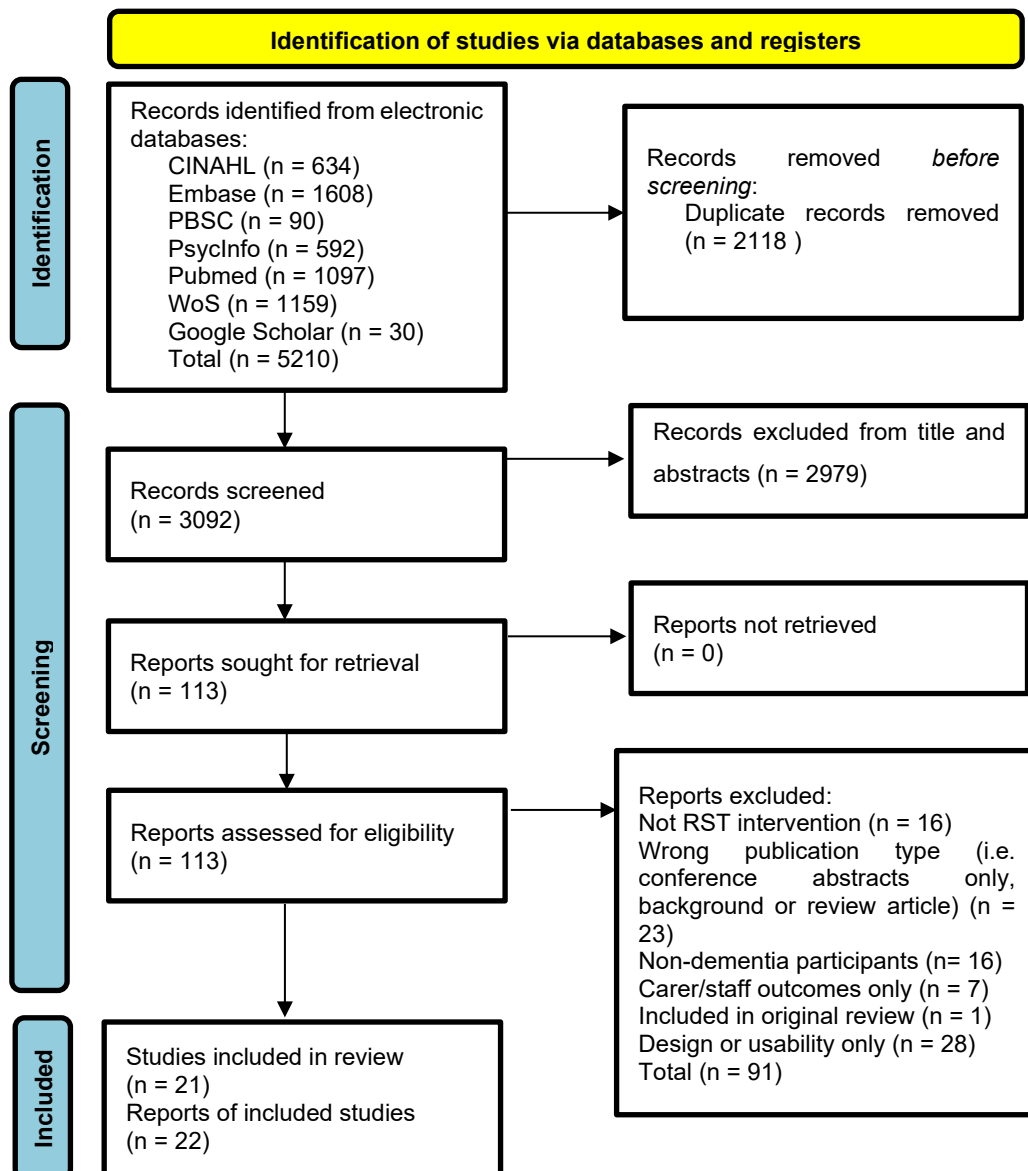 Identification of studies via databases and registers
Identification
Records identified from electronic
databases:
CINAHL (n = 634)
Embase (n = 1608)
PBSC (n = 90)
PsycInfo (n = 592)
Pubmed (n = 1097)
WoS (n = 1159)
Google Scholar (n = 30)
Total (n = 5210)
Records removed before
screening:
Duplicate records removed
(n = 2118 )
Screening
Records screened
(n = 3092)
Records excluded from title and
abstracts (n = 2979)
Reports sought for retrieval
(n = 113)
Reports not retrieved
(n = 0)
Reports assessed for eligibility
(n = 113)
Reports excluded:
Not RST intervention (n = 16)
Wrong publication type (i.e.
conference abstracts only,
background or review article) (n =
23)
Non-dementia participants (n= 16)
Carer/staff outcomes only (n = 7)
Included in original review (n = 1)
Design or usability only (n = 28)
Total (n = 91)
Included
Studies included in review
(n = 21)
Reports of included studies
(n = 22)